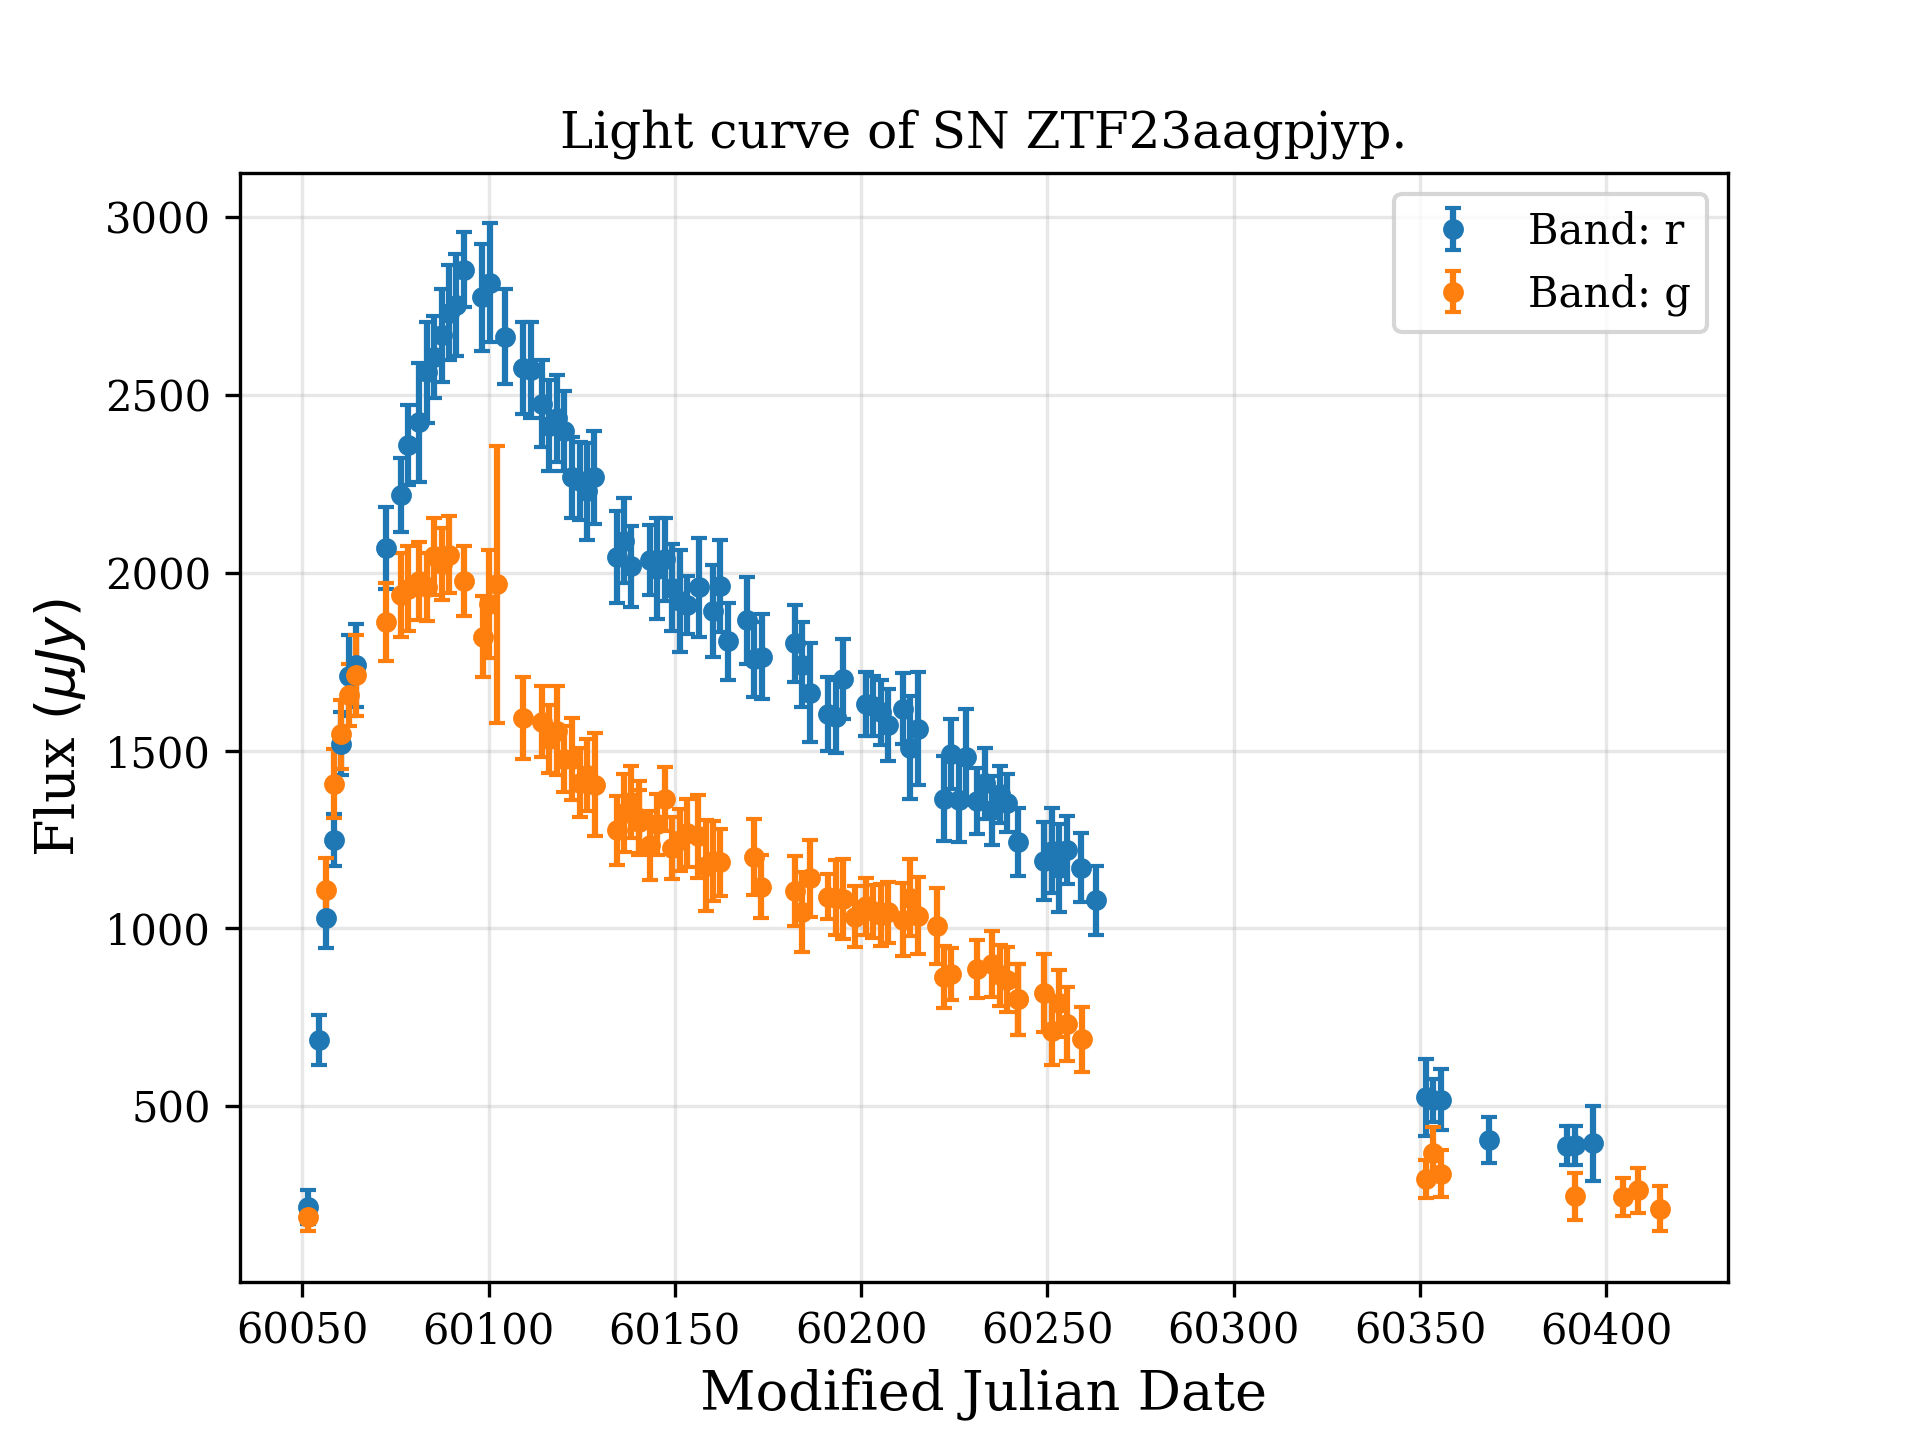 Light curve of SN ZTF23aagpjyp.
Band: r
Band: g
3000
2500
2000
1500
1000
500
Flux (μJy)
60050 60100 60150 60200 60250 60300 60350 60400
Modified Julian Date